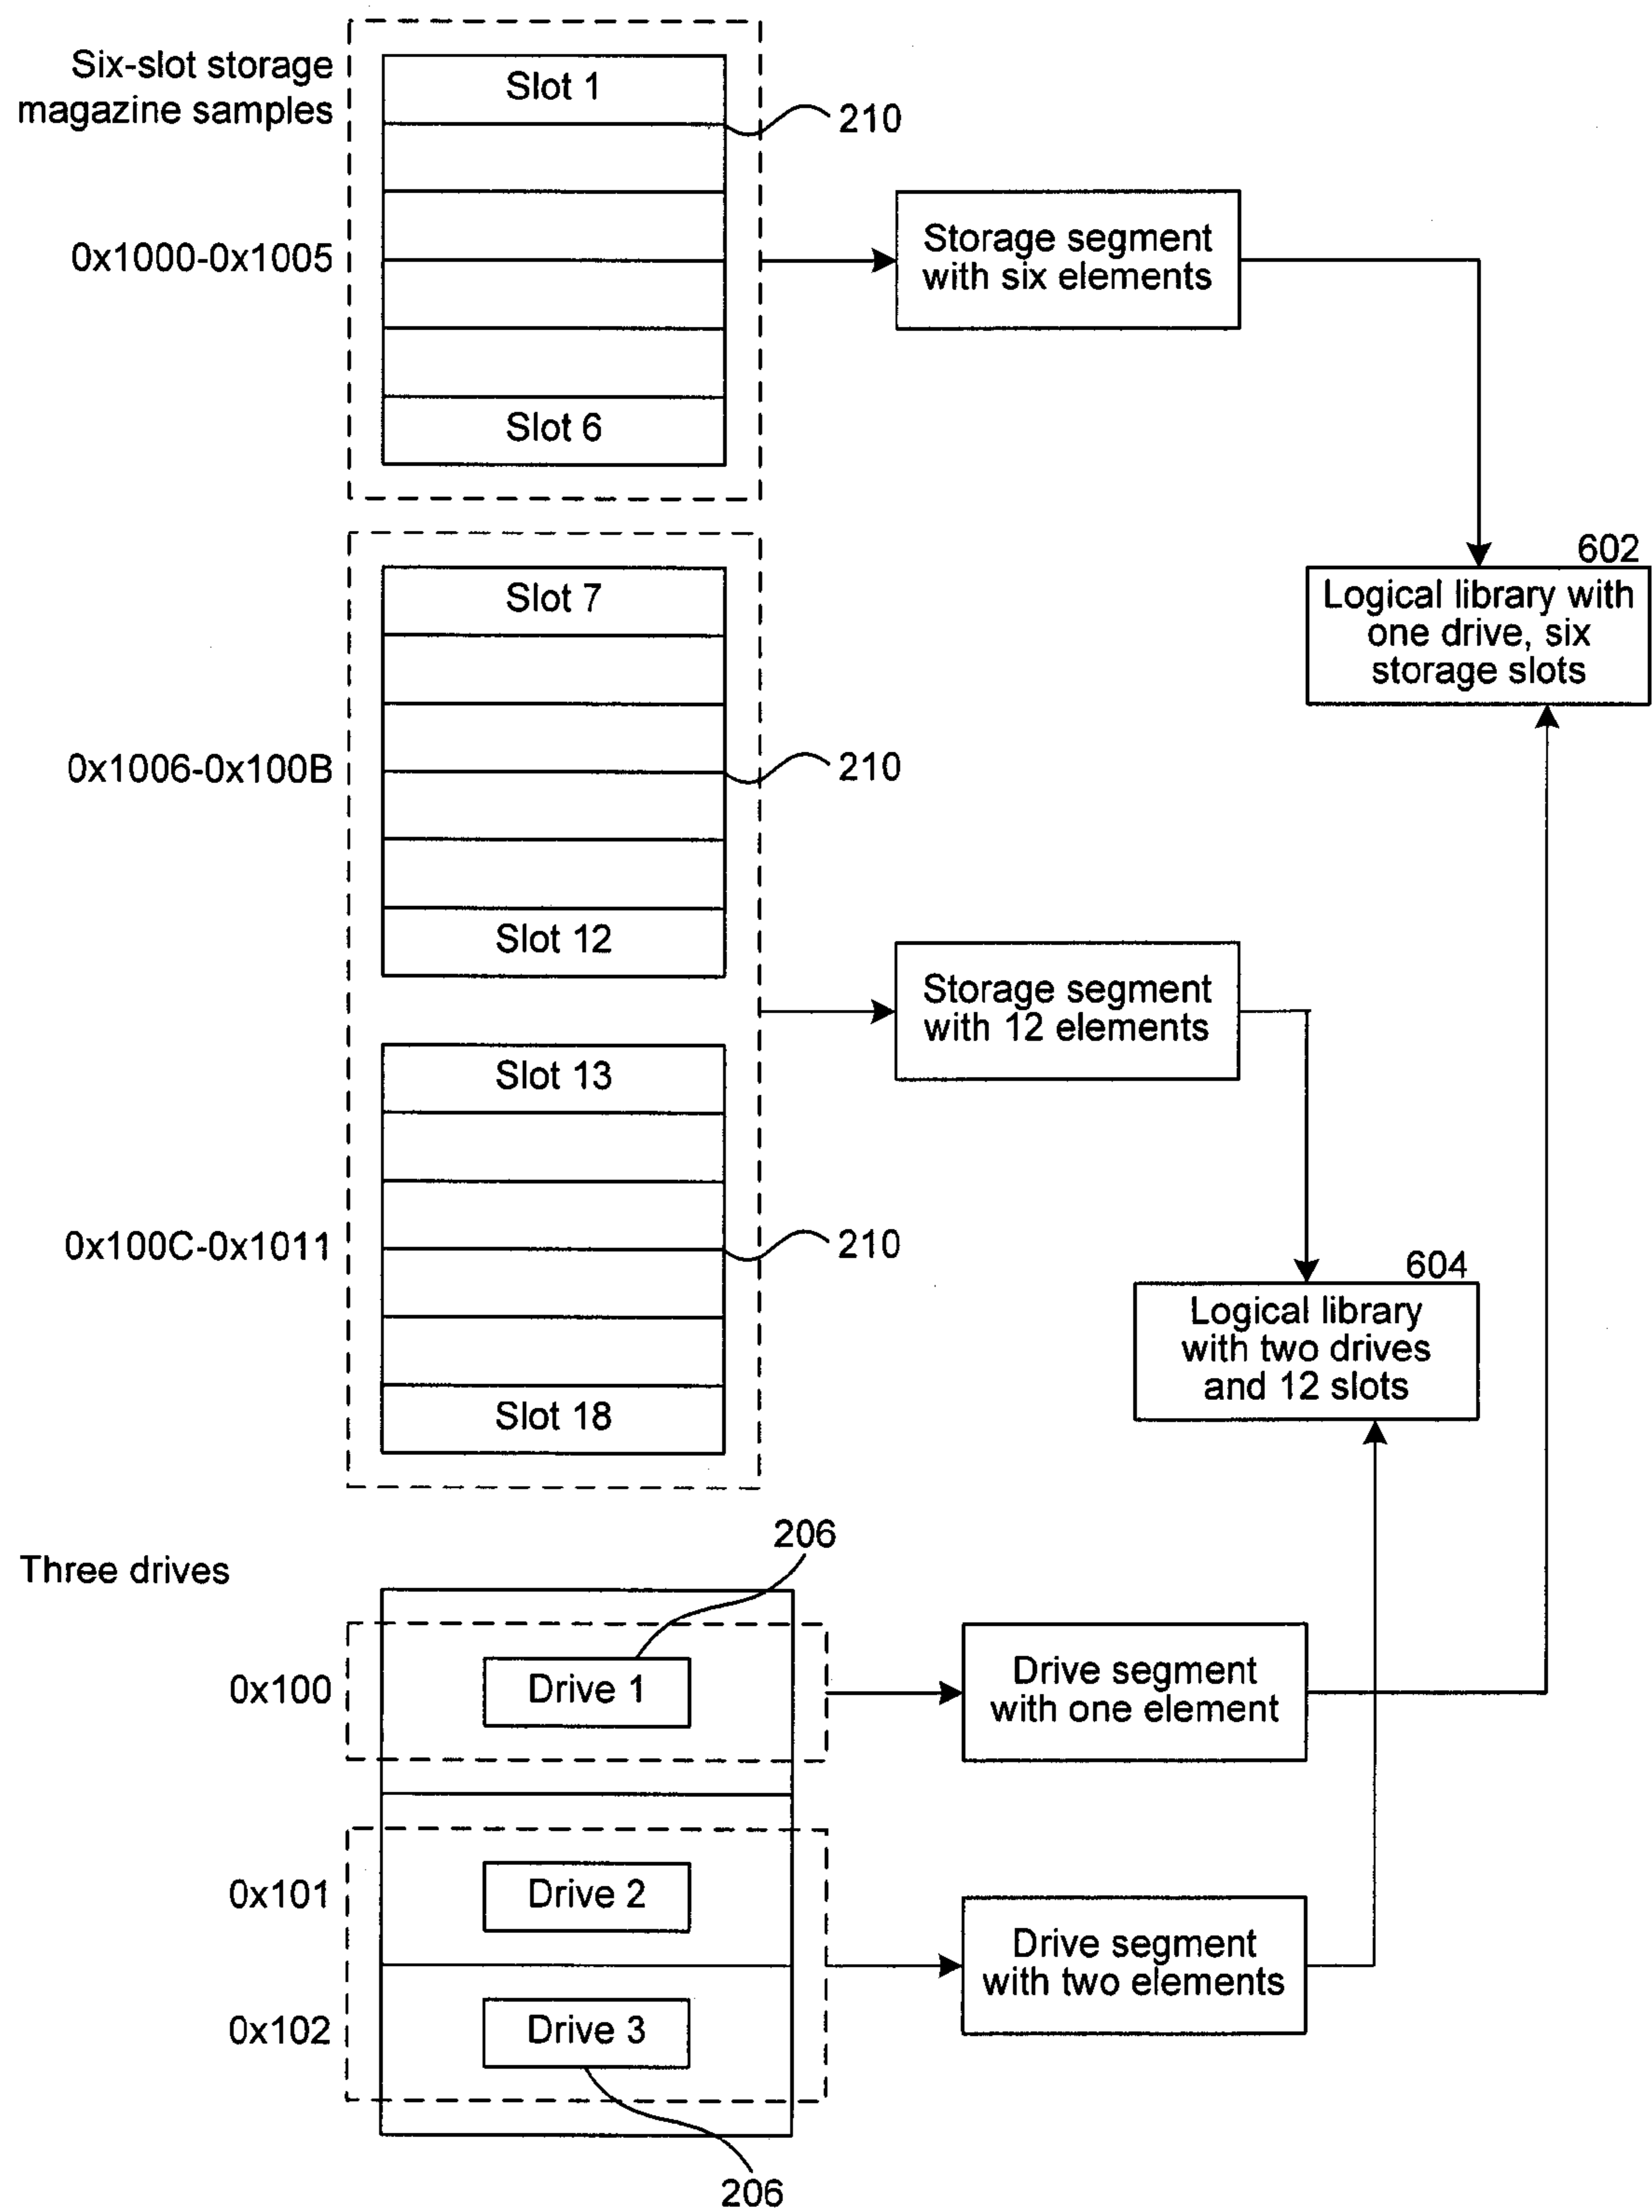 Six-slot storage
magazine samples
Slot 1
210
0x1000-0x1005
Storage segment
with six elements
Slot 6
602
Logical library with
one drive, six
storage slots
Slot 7
0x1006-0x100B
210
Slot 12
Storage segment
with 12 elements
Slot 13
0x100C-0x1011
210
604
Logical library
with two drives
and 12 slots
Slot 18
Three drives
206
0x100
Drive 1
Drive segment
with one element
0x101
Drive 2
Drive segment
with two elements
0x102
Drive 3
206